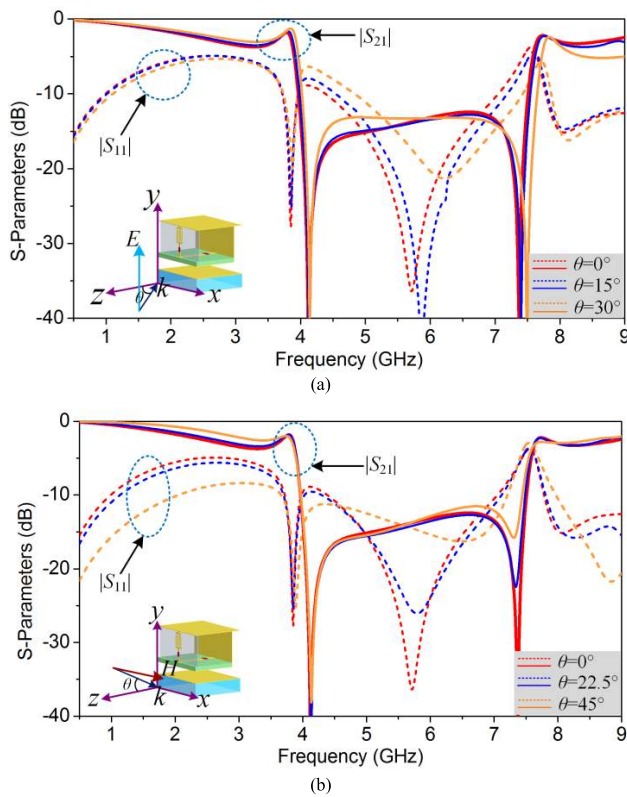 0
-10
-20
-30
-40
S-Parameters (dB)
|S21|
|S11|
y
E
z
θ
k
x
θ=0°
θ=15°
θ=30°
1 2 3 4 5 6 7 8 9
Frequency (GHz)
(a)
0
-10
-20
-30
-40
S-Parameters (dB)
|S21|
|S11|
y
H
z
θ
k
x
θ=0°
θ=22.5°
θ=45°
1 2 3 4 5 6 7 8 9
Frequency (GHz)
(b)